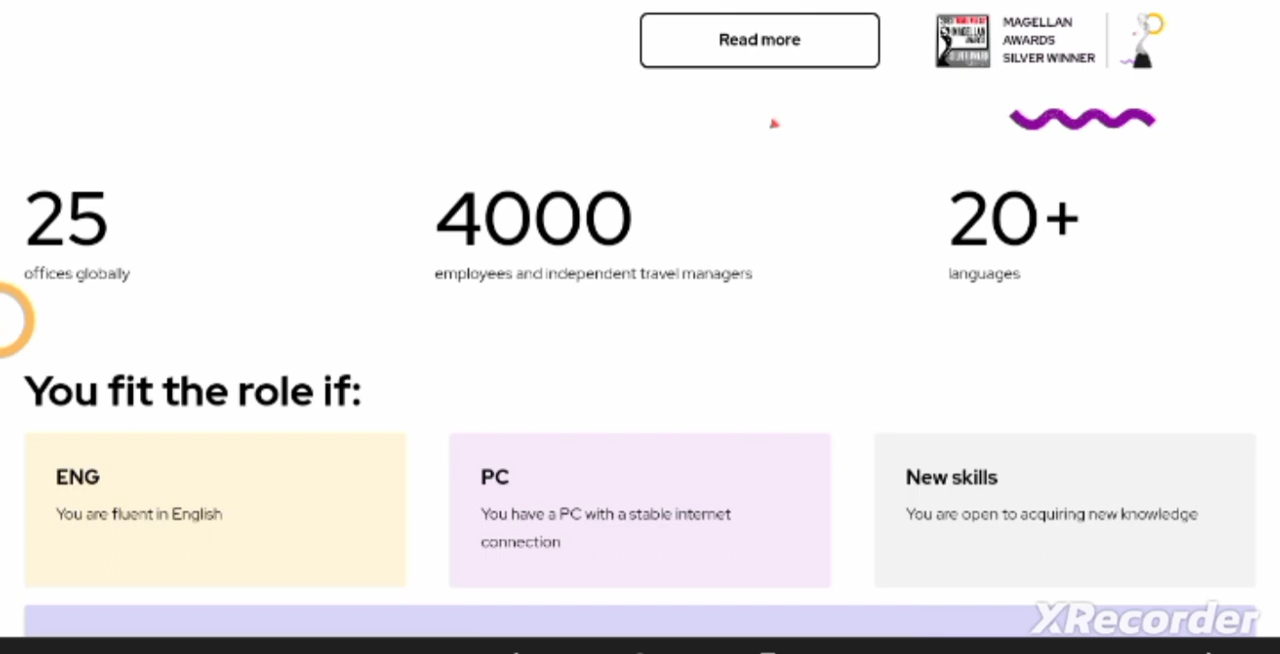 Read more
MAGELLAN
AWARDS
SILVER WINNER
25
offices globally
4000
employees and independent travel managers
20+
languages
You fit the role if:
ENG
You are fluent in English
PC
You have a PC with a stable internet
connection
New skills
You are open to acquiring new knowledge
XRecorder